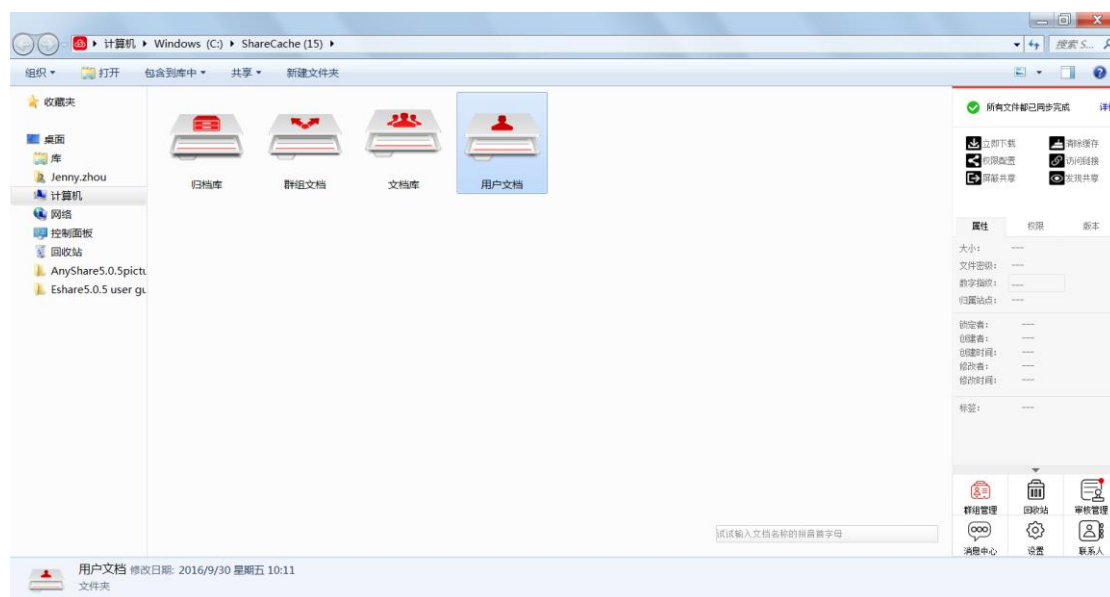 计算机 ▸ Windows (C:) ▸ ShareCache (15) ▸
搜索 S...
组织 打开 包含到库中 共享 新建文件夹
收藏夹
桌面
库
Jenny.zhou
计算机
网络
控制面板
回收站
AnyShare5.0.5pictu
Eshare5.0.5 user gu
归档库
群组文档
文档库
用户文档
试试输入文档名称的拼音首字母
所有文件都已同步完成 详
立即下载 清除缓存
权限配置 访问链接
屏蔽共享 发现共享
属性 权限 版本
大小: ---
文件密级: ---
数字指纹: ---
归属站点: ---
锁定者: ---
创建者: ---
创建时间: ---
修改者: ---
修改时间: ---
标签: ---
群组管理 回收站 审核管理
消息中心 设置 联系人
用户文档 修改日期: 2016/9/30 星期五 10:11
文件夹